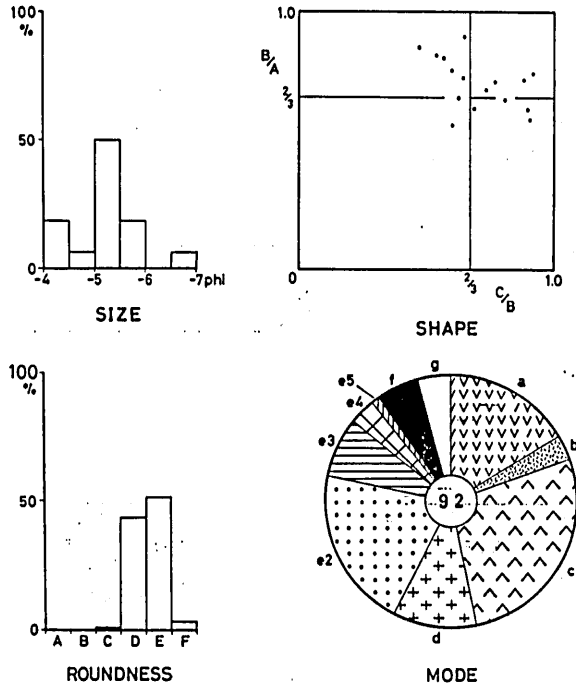 100
%
50
0
-4
-5
-6
-7phi
SIZE
1.0
B/A
2/3
0
2/3
C/B
1.0
SHAPE
100
%
50
0
A B C D E F
ROUNDNESS
g
f
a
e5
e4
e3
b
92
e2
c
d
MODE